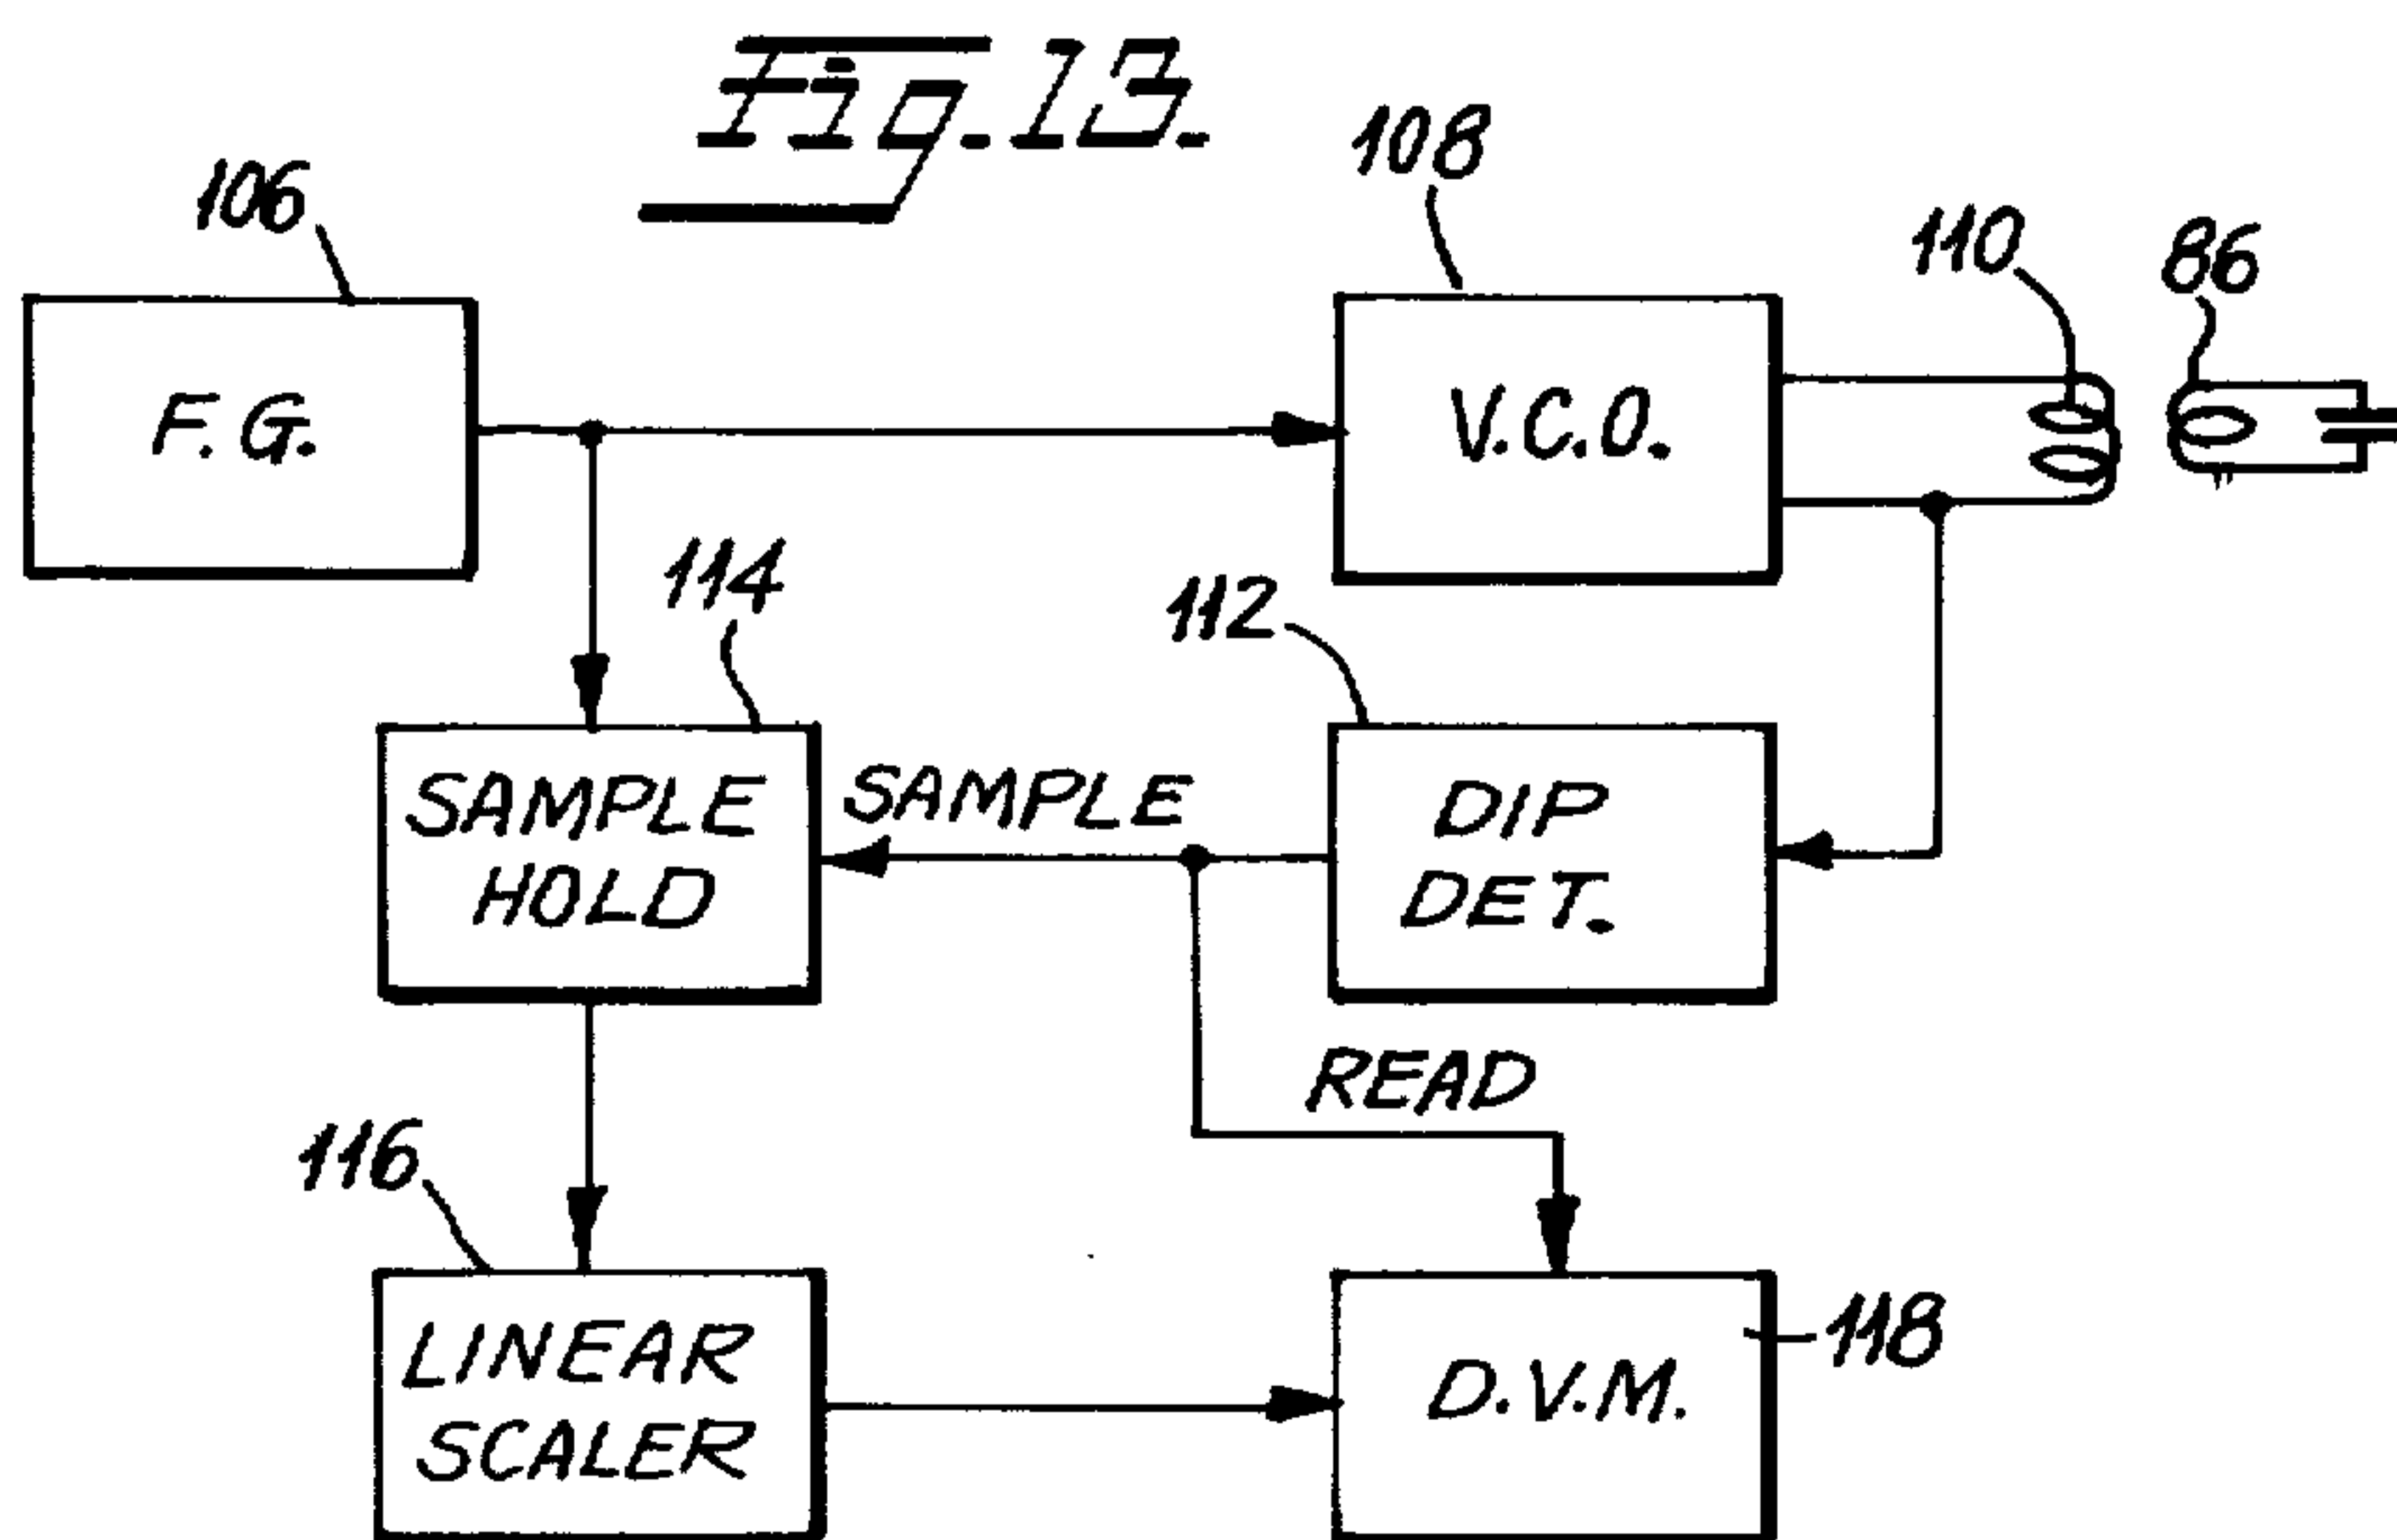 Fig. 13.
106
108
110
86
F.G.
V.C.O.
114
112
SAMPLE
HOLD
SAMPLE
DIP
DET.
READ
116
LINEAR
SCALER
D.V.M.
118